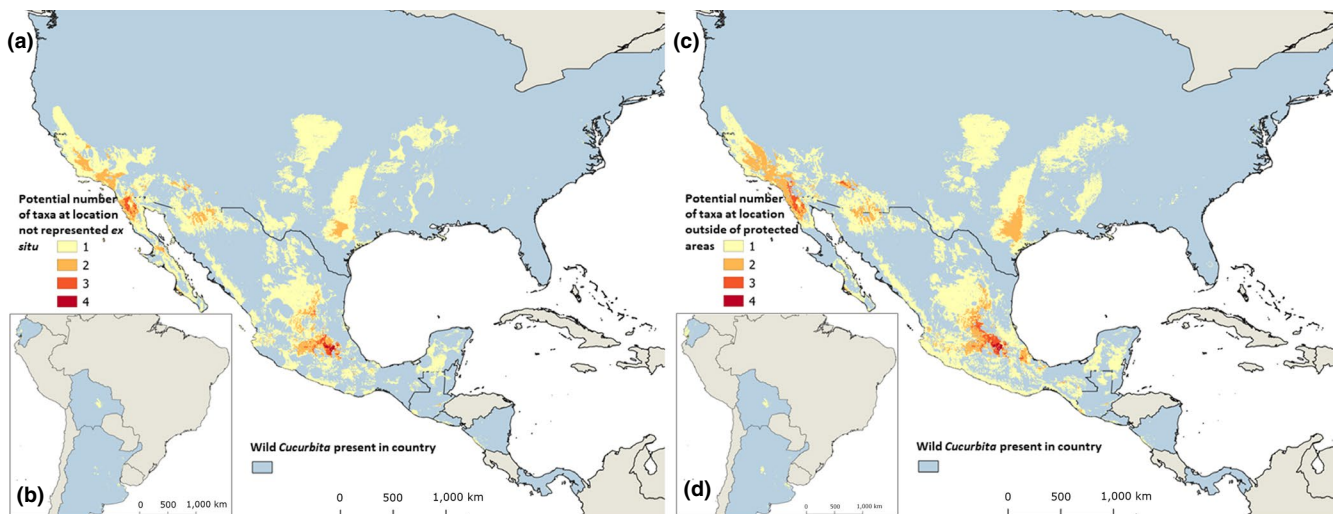 (a)
Potential number
of taxa at location
not represented ex
situ
1
2
3
4
(b)
0 500 1,000 km
Wild Cucurbita present in country
0 500 1,000 km
(c)
Potential number
of taxa at location
outside of protected
areas
1
2
3
4
(d)
0 500 1,000 km
Wild Cucurbita present in country
0 500 1,000 km